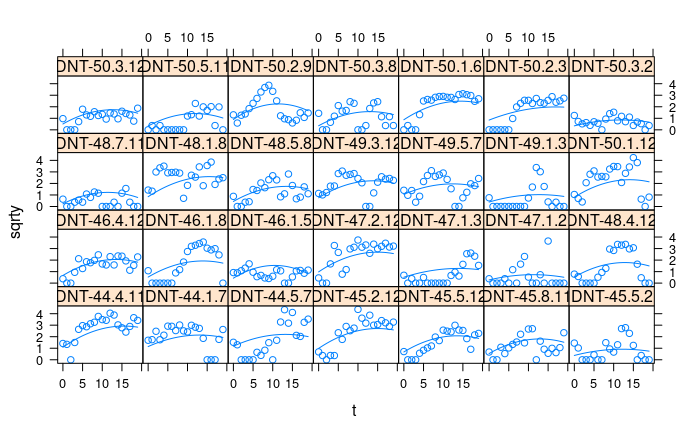 0 5 10 15 0 5 10 15 0 5 10 15
DNT-50.3.12 DNT-50.5.11 DNT-50.2.9 DNT-50.3.8 DNT-50.1.6 DNT-50.2.3 DNT-50.3.2
4
3
2
1
0
DNT-48.7.11 DNT-48.1.8 DNT-48.5.8 DNT-49.3.12 DNT-49.5.7 DNT-49.1.3 DNT-50.1.12
4
3
2
1
0
DNT-46.4.12 DNT-46.1.8 DNT-46.1.5 DNT-47.2.12 DNT-47.1.3 DNT-47.1.2 DNT-48.4.12
4
3
2
1
0
DNT-44.4.11 DNT-44.1.7 DNT-44.5.7 DNT-45.2.12 DNT-45.5.12 DNT-45.8.11 DNT-45.5.2
4
3
2
1
0
0 5 10 15 0 5 10 15 0 5 10 15 0 5 10 15
sqrty
t